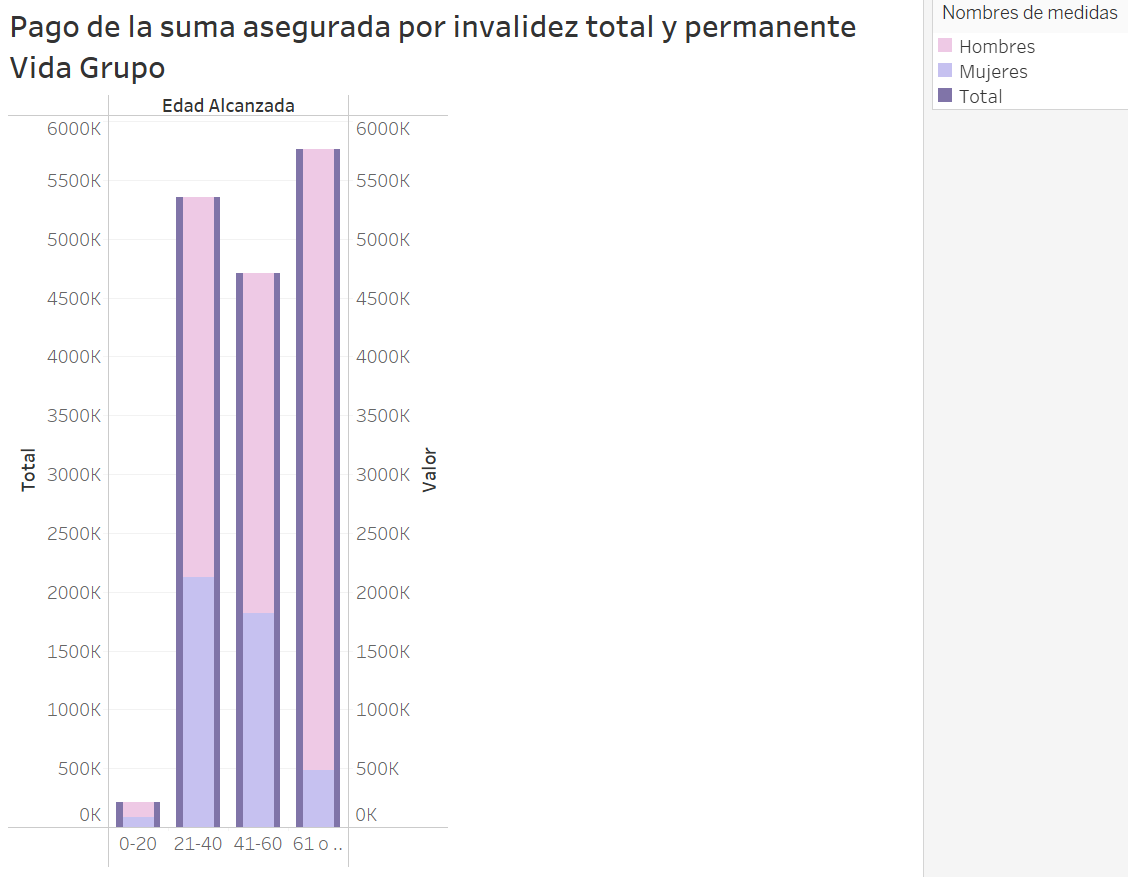 Pago de la suma asegurada por invalidez total y permanente
Vida Grupo
Edad Alcanzada
6000K
5500K
5000K
4500K
4000K
3500K
3000K
2500K
2000K
1500K
1000K
500K
0K
Total
6000K
5500K
5000K
4500K
4000K
3500K
3000K
2500K
2000K
1500K
1000K
500K
0K
Valor
0-20 21-40 41-60 61 o ..
Nombres de medidas
Hombres
Mujeres
Total